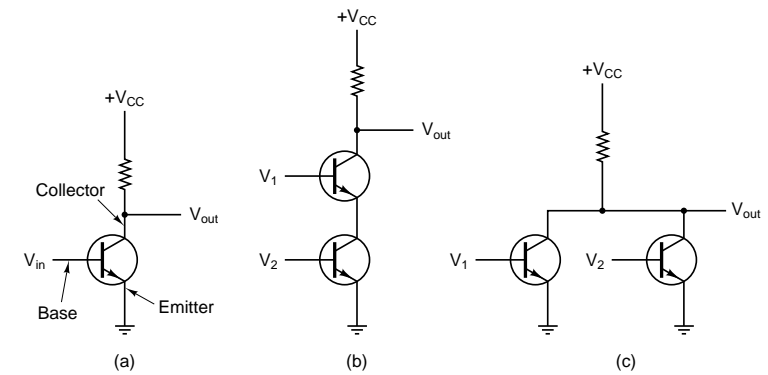 +VCC
Collector
Vout
Vin
Base
Emitter
(a)
+VCC
Vout
V1
V2
(b)
+VCC
Vout
V1
V2
(c)